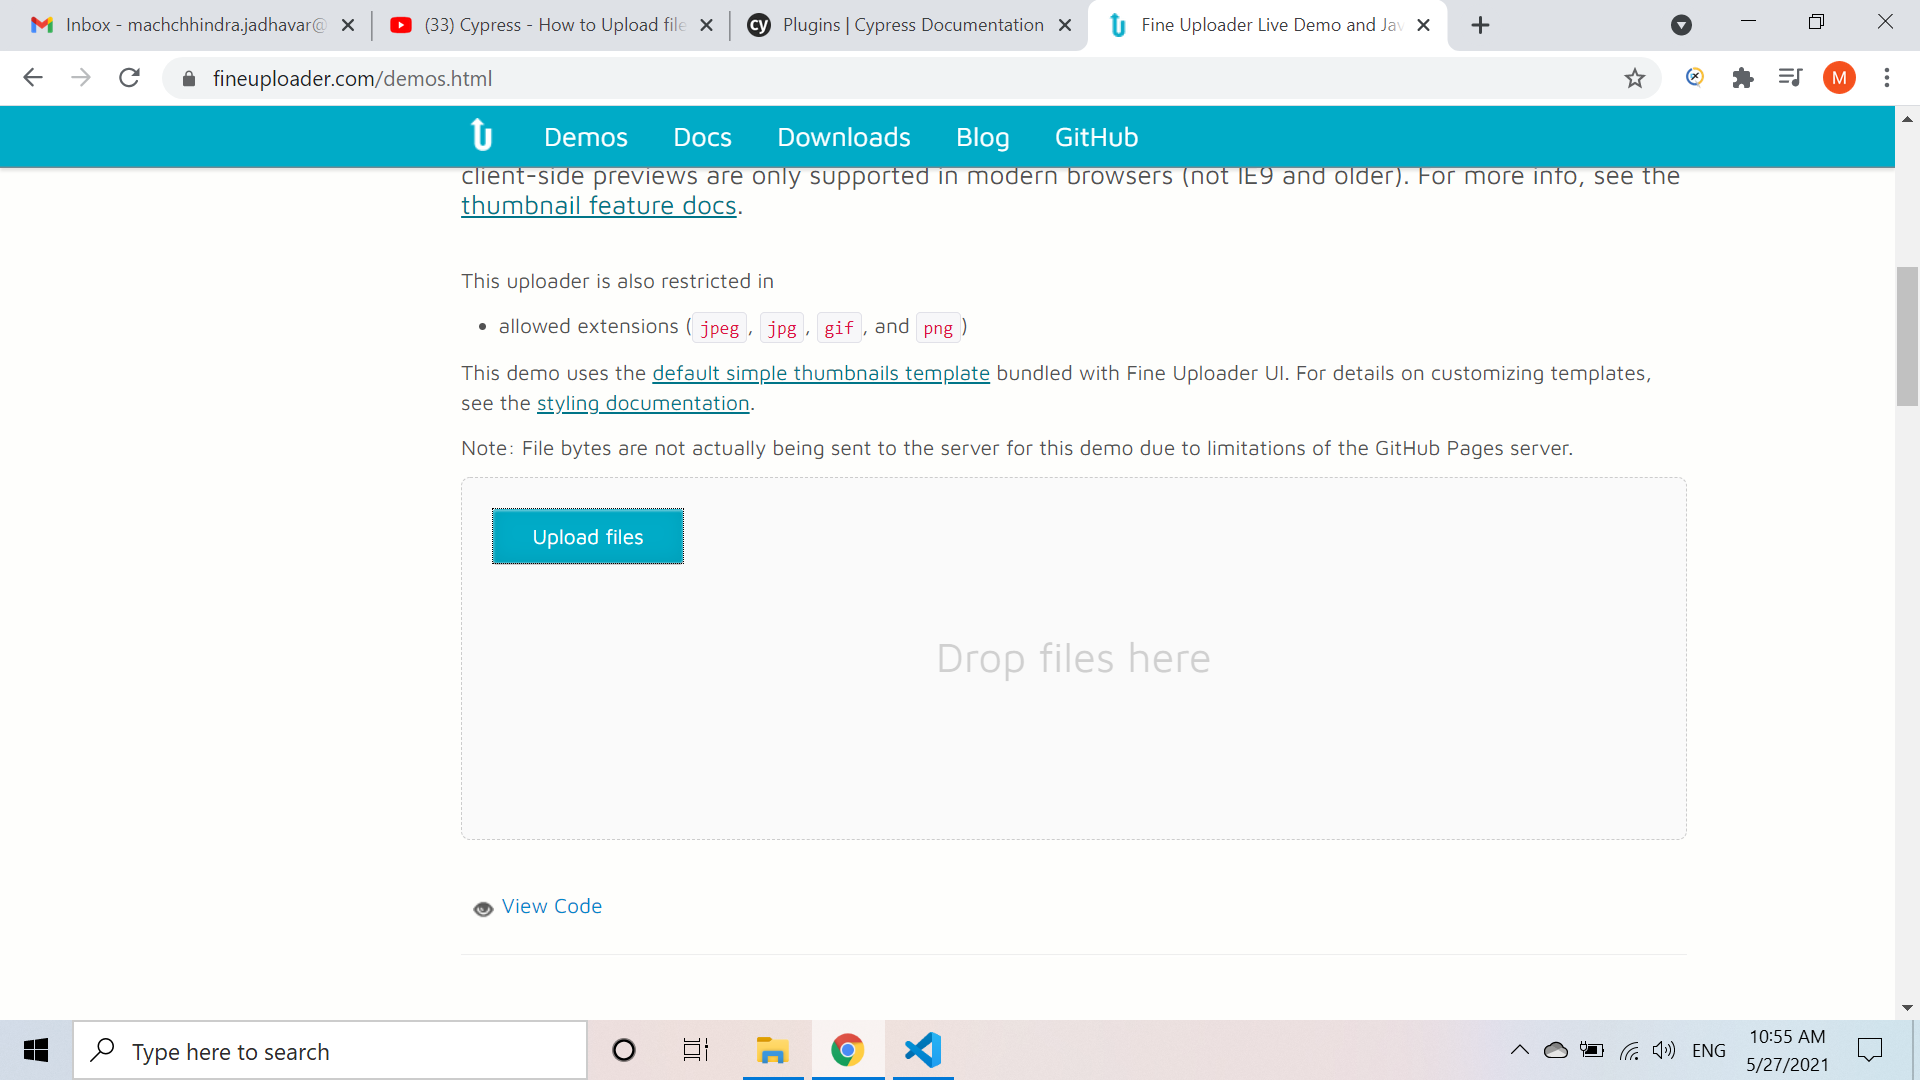 Inbox - machchhindra.jadhavar@
(33) Cypress - How to Upload file
cy
Plugins | Cypress Documentation
Fine Uploader Live Demo and Jav
fineuploader.com/demos.html
M
Demos
Docs
Downloads
Blog
GitHub
client-side previews are only supported in modern browsers (not IE9 and older). For more info, see the
thumbnail feature docs.
This uploader is also restricted in
• allowed extensions (jpeg, jpg, gif, and png)
This demo uses the default simple thumbnails template bundled with Fine Uploader UI. For details on customizing templates,
see the styling documentation.
Note: File bytes are not actually being sent to the server for this demo due to limitations of the GitHub Pages server.
Upload files
Drop files here
View Code
Type here to search
ENG
10:55 AM
5/27/2021